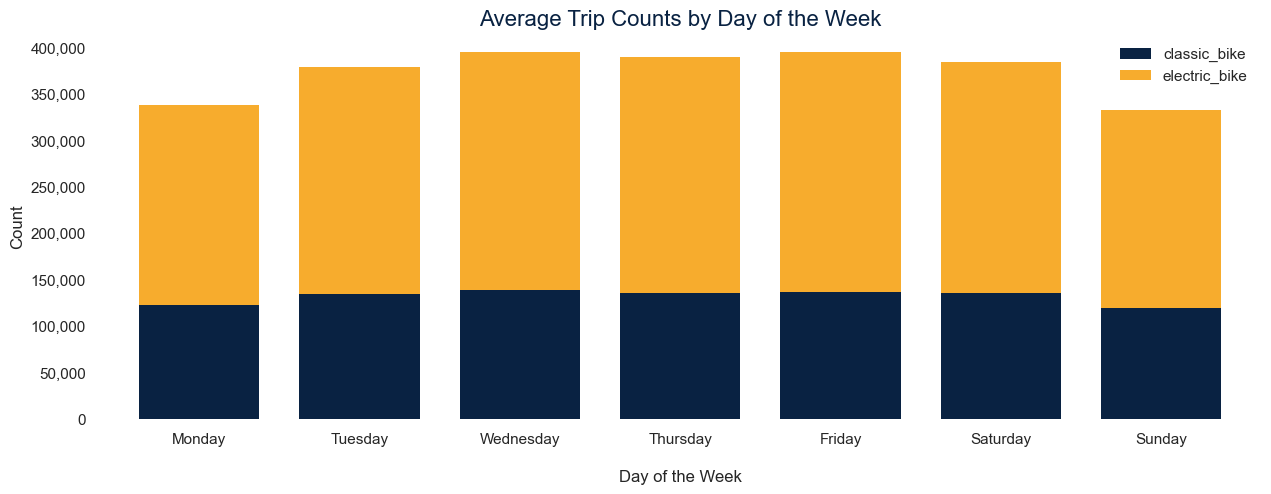 Average Trip Counts by Day of the Week
classic_bike
electric_bike
Count
400,000
350,000
300,000
250,000
200,000
150,000
100,000
50,000
0
Monday Tuesday Wednesday Thursday Friday Saturday Sunday
Day of the Week